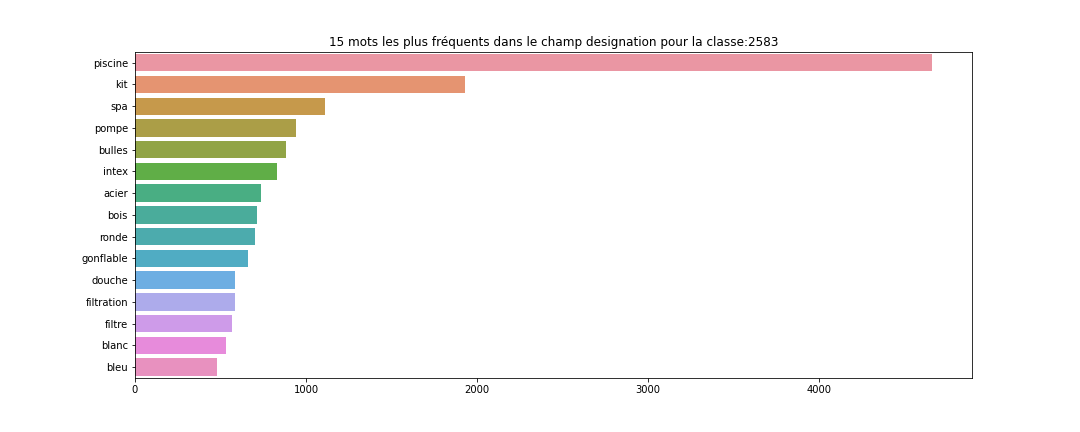 15 mots les plus fréquents dans le champ designation pour la classe:2583
piscine
kit
spa
pompe
bulles
intex
acier
bois
ronde
gonflable
douche
filtration
filtre
blanc
bleu
0 1000 2000 3000 4000